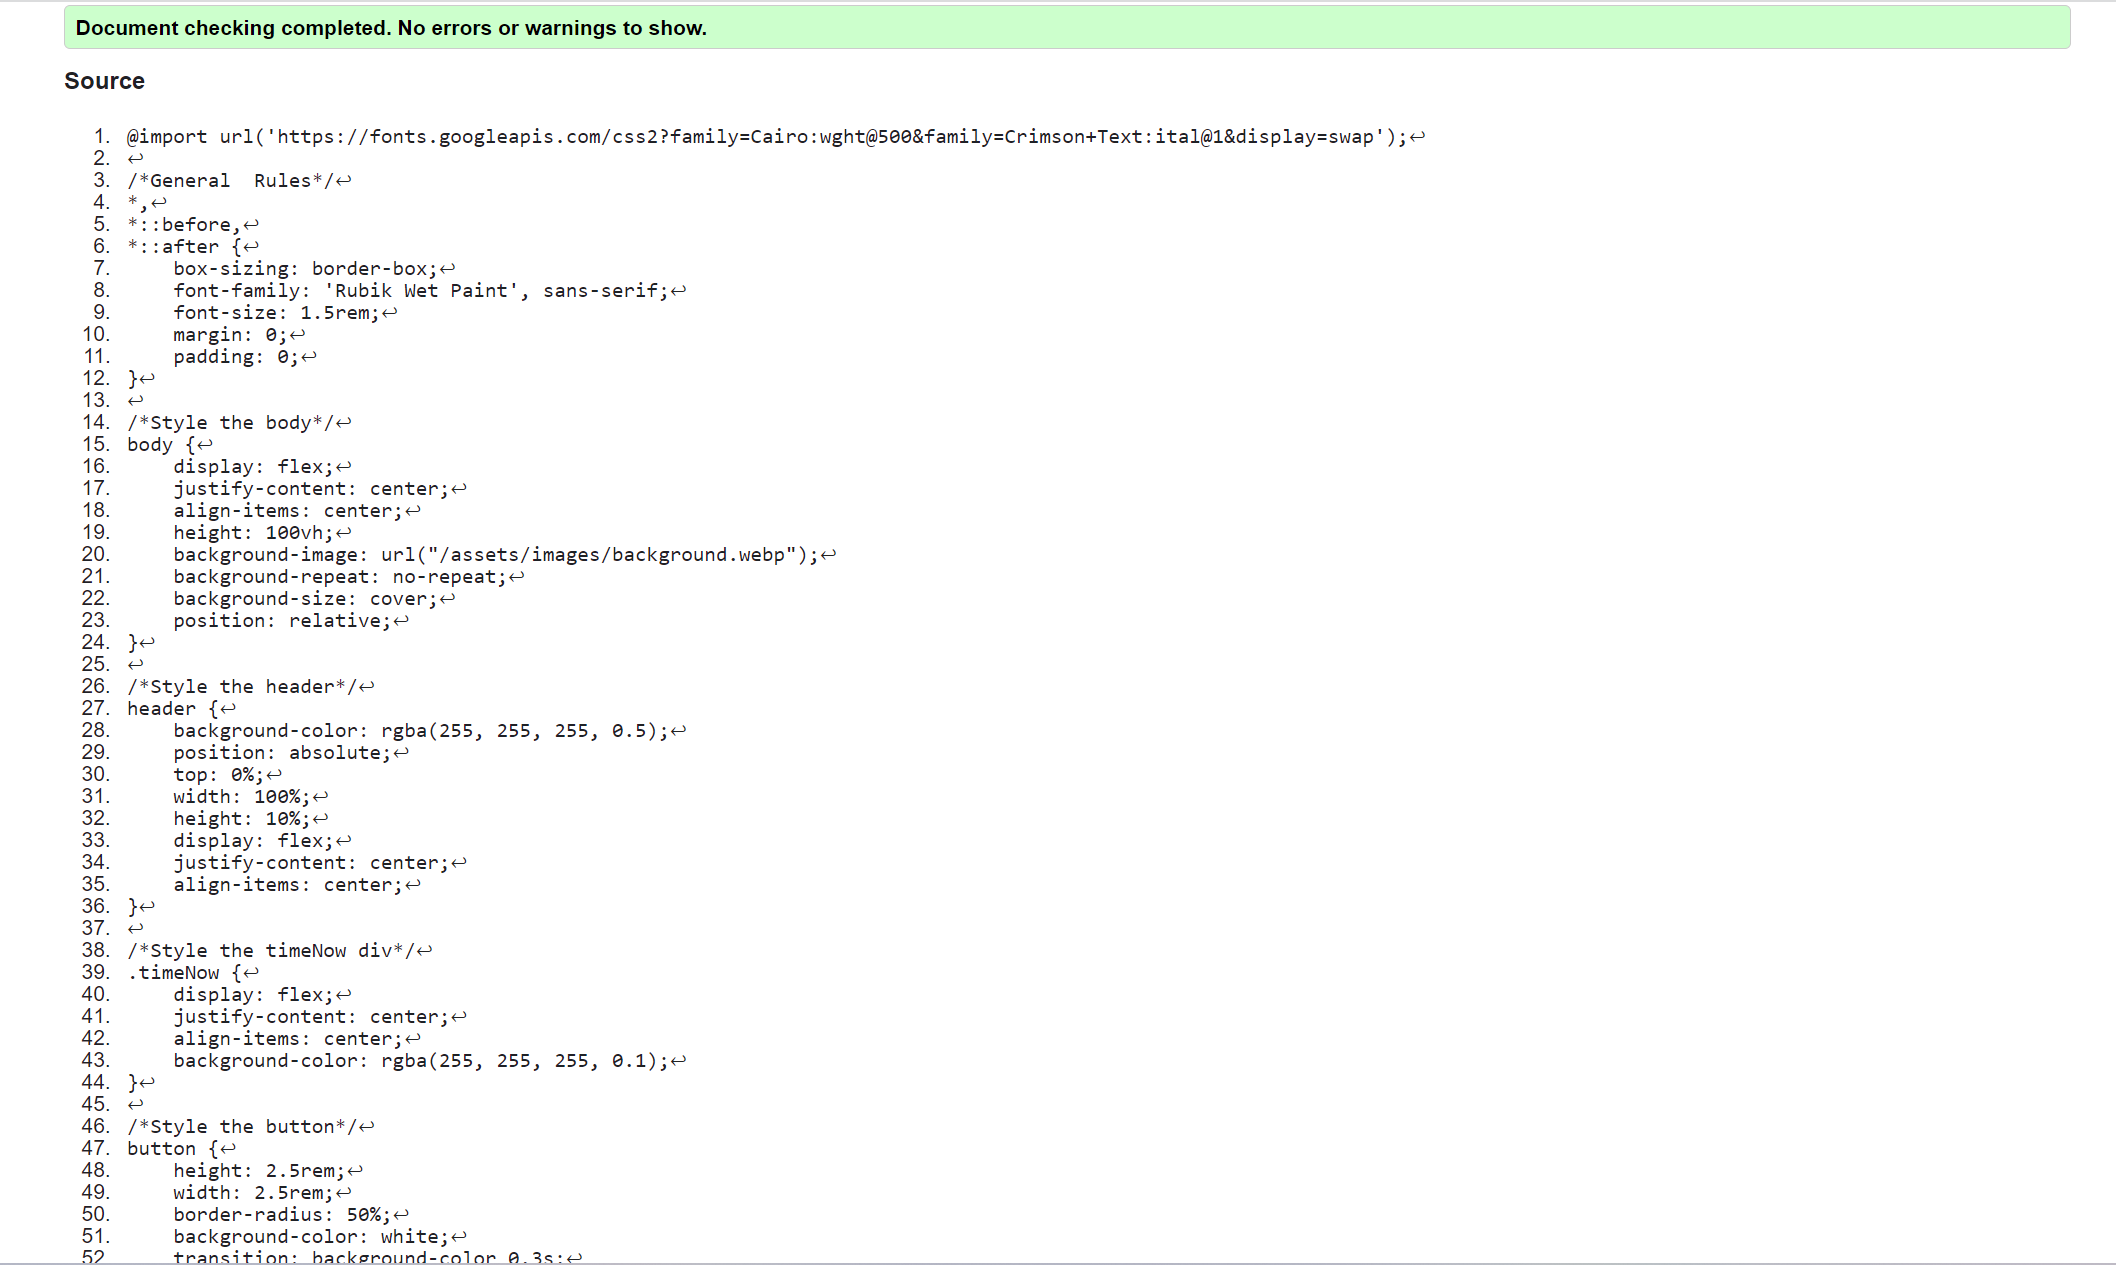 Document checking completed. No errors or warnings to show.
Source
1. @import url('https://fonts.googleapis.com/css2?family=Cairo:wght@500&family=Crimson+Text:ital@1&display=swap');↩
2. ↩
3. /*General  Rules*/↩
4. *,↩
5. *::before,↩
6. *::after {↩
7.     box-sizing: border-box;↩
8.     font-family: 'Rubik Wet Paint', sans-serif;↩
9.     font-size: 1.5rem;↩
10.     margin: 0;↩
11.     padding: 0;↩
12. }↩
13. ↩
14. /*Style the body*/↩
15. body {↩
16.     display: flex;↩
17.     justify-content: center;↩
18.     align-items: center;↩
19.     height: 100vh;↩
20.     background-image: url("/assets/images/background.webp");↩
21.     background-repeat: no-repeat;↩
22.     background-size: cover;↩
23.     position: relative;↩
24. }↩
25. ↩
26. /*Style the header*/↩
27. header {↩
28.     background-color: rgba(255, 255, 255, 0.5);↩
29.     position: absolute;↩
30.     top: 0%;↩
31.     width: 100%;↩
32.     height: 10%;↩
33.     display: flex;↩
34.     justify-content: center;↩
35.     align-items: center;↩
36. }↩
37. ↩
38. /*Style the timeNow div*/↩
39. .timeNow {↩
40.     display: flex;↩
41.     justify-content: center;↩
42.     align-items: center;↩
43.     background-color: rgba(255, 255, 255, 0.1);↩
44. }↩
45. ↩
46. /*Style the button*/↩
47. button {↩
48.     height: 2.5rem;↩
49.     width: 2.5rem;↩
50.     border-radius: 50%;↩
51.     background-color: white;↩
52     transition: background-color 0.3s;↩